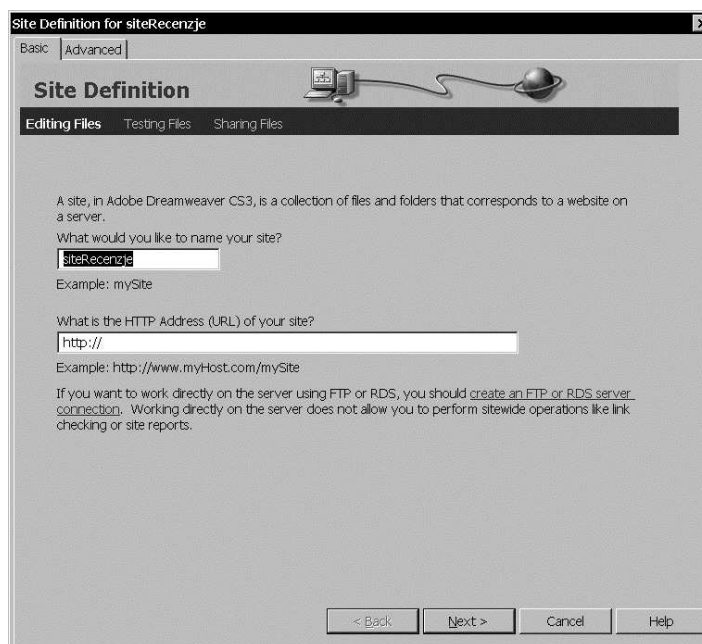 Site Definition for siteRecenzje
Basic Advanced
Site Definition
Editing Files Testing Files Sharing Files
A site, in Adobe Dreamweaver CS3, is a collection of files and folders that corresponds to a website on
a server.
What would you like to name your site?
siteRecenzje
Example: mySite
What is the HTTP Address (URL) of your site?
http://
Example: http://www.myHost.com/mySite
If you want to work directly on the server using FTP or RDS, you should create an FTP or RDS server
connection. Working directly on the server does not allow you to perform sitewide operations like link
checking or site reports.
< Back Next > Cancel Help